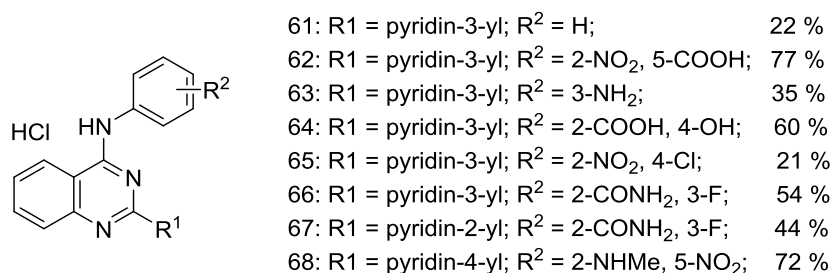 61: R1 = pyridin-3-yl; R² = H; 22 %
62: R1 = pyridin-3-yl; R² = 2-NO₂, 5-COOH; 77 %
63: R1 = pyridin-3-yl; R² = 3-NH₂; 35 %
64: R1 = pyridin-3-yl; R² = 2-COOH, 4-OH; 60 %
65: R1 = pyridin-3-yl; R² = 2-NO₂, 4-Cl; 21 %
66: R1 = pyridin-3-yl; R² = 2-CONH₂, 3-F; 54 %
67: R1 = pyridin-2-yl; R² = 2-CONH₂, 3-F; 44 %
68: R1 = pyridin-4-yl; R² = 2-NHMe, 5-NO₂; 72 %
R²
HCl
HN
N
N
R¹